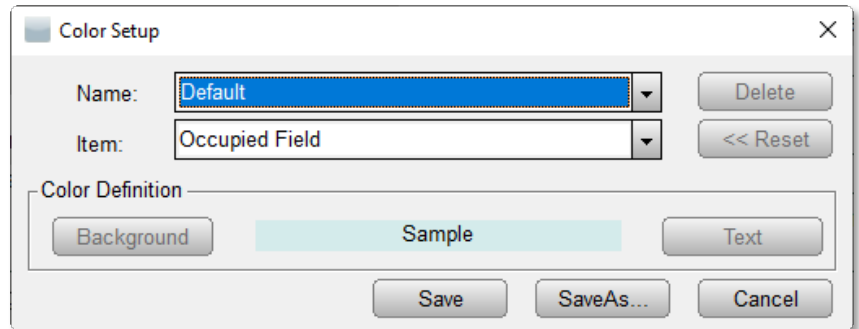 Color Setup
Name: Default Delete
Item: Occupied Field << Reset
Color Definition
Background Sample Text
Save SaveAs... Cancel